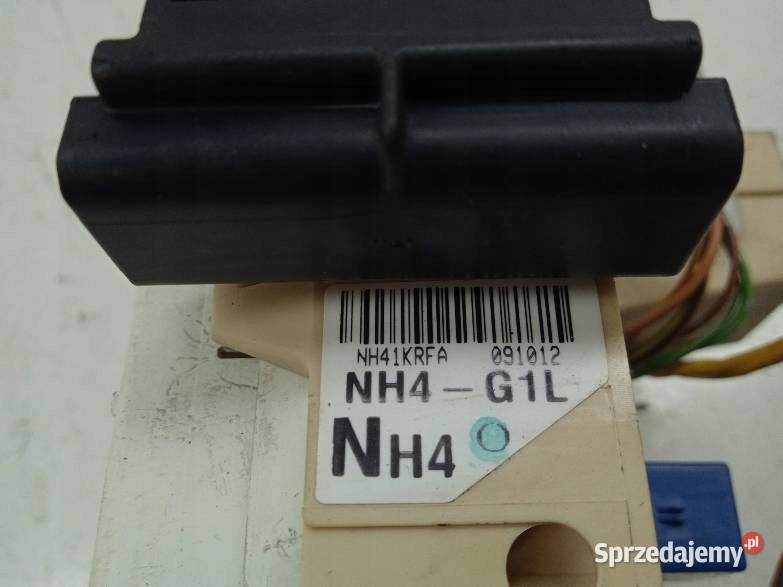 NH41KRFA 091012
NH4-G1L
NH4
Sprzedajemy.pl